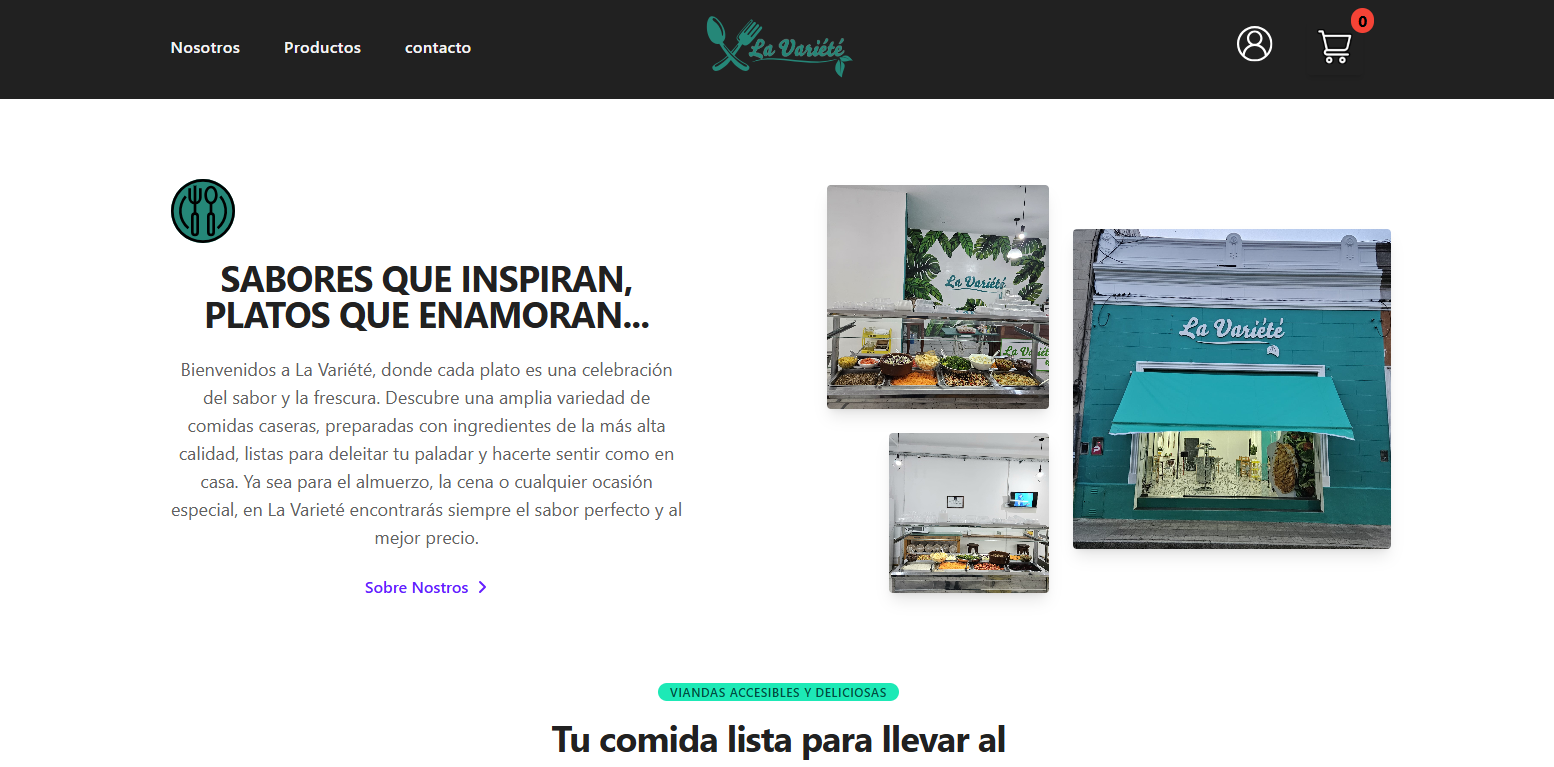 Nosotros
Productos
contacto
La Variété
0
SABORES QUE INSPIRAN,
PLATOS QUE ENAMORAN...
Bienvenidos a La Variété, donde cada plato es una celebración
del sabor y la frescura. Descubre una amplia variedad de
comidas caseras, preparadas con ingredientes de la más alta
calidad, listas para deleitar tu paladar y hacerte sentir como en
casa. Ya sea para el almuerzo, la cena o cualquier ocasión
especial, en La Varieté encontrarás siempre el sabor perfecto y al
mejor precio.
Sobre Nostros
La Variété
La Variét
La Variété
VIANDAS ACCESIBLES Y DELICIOSAS
Tu comida lista para llevar al